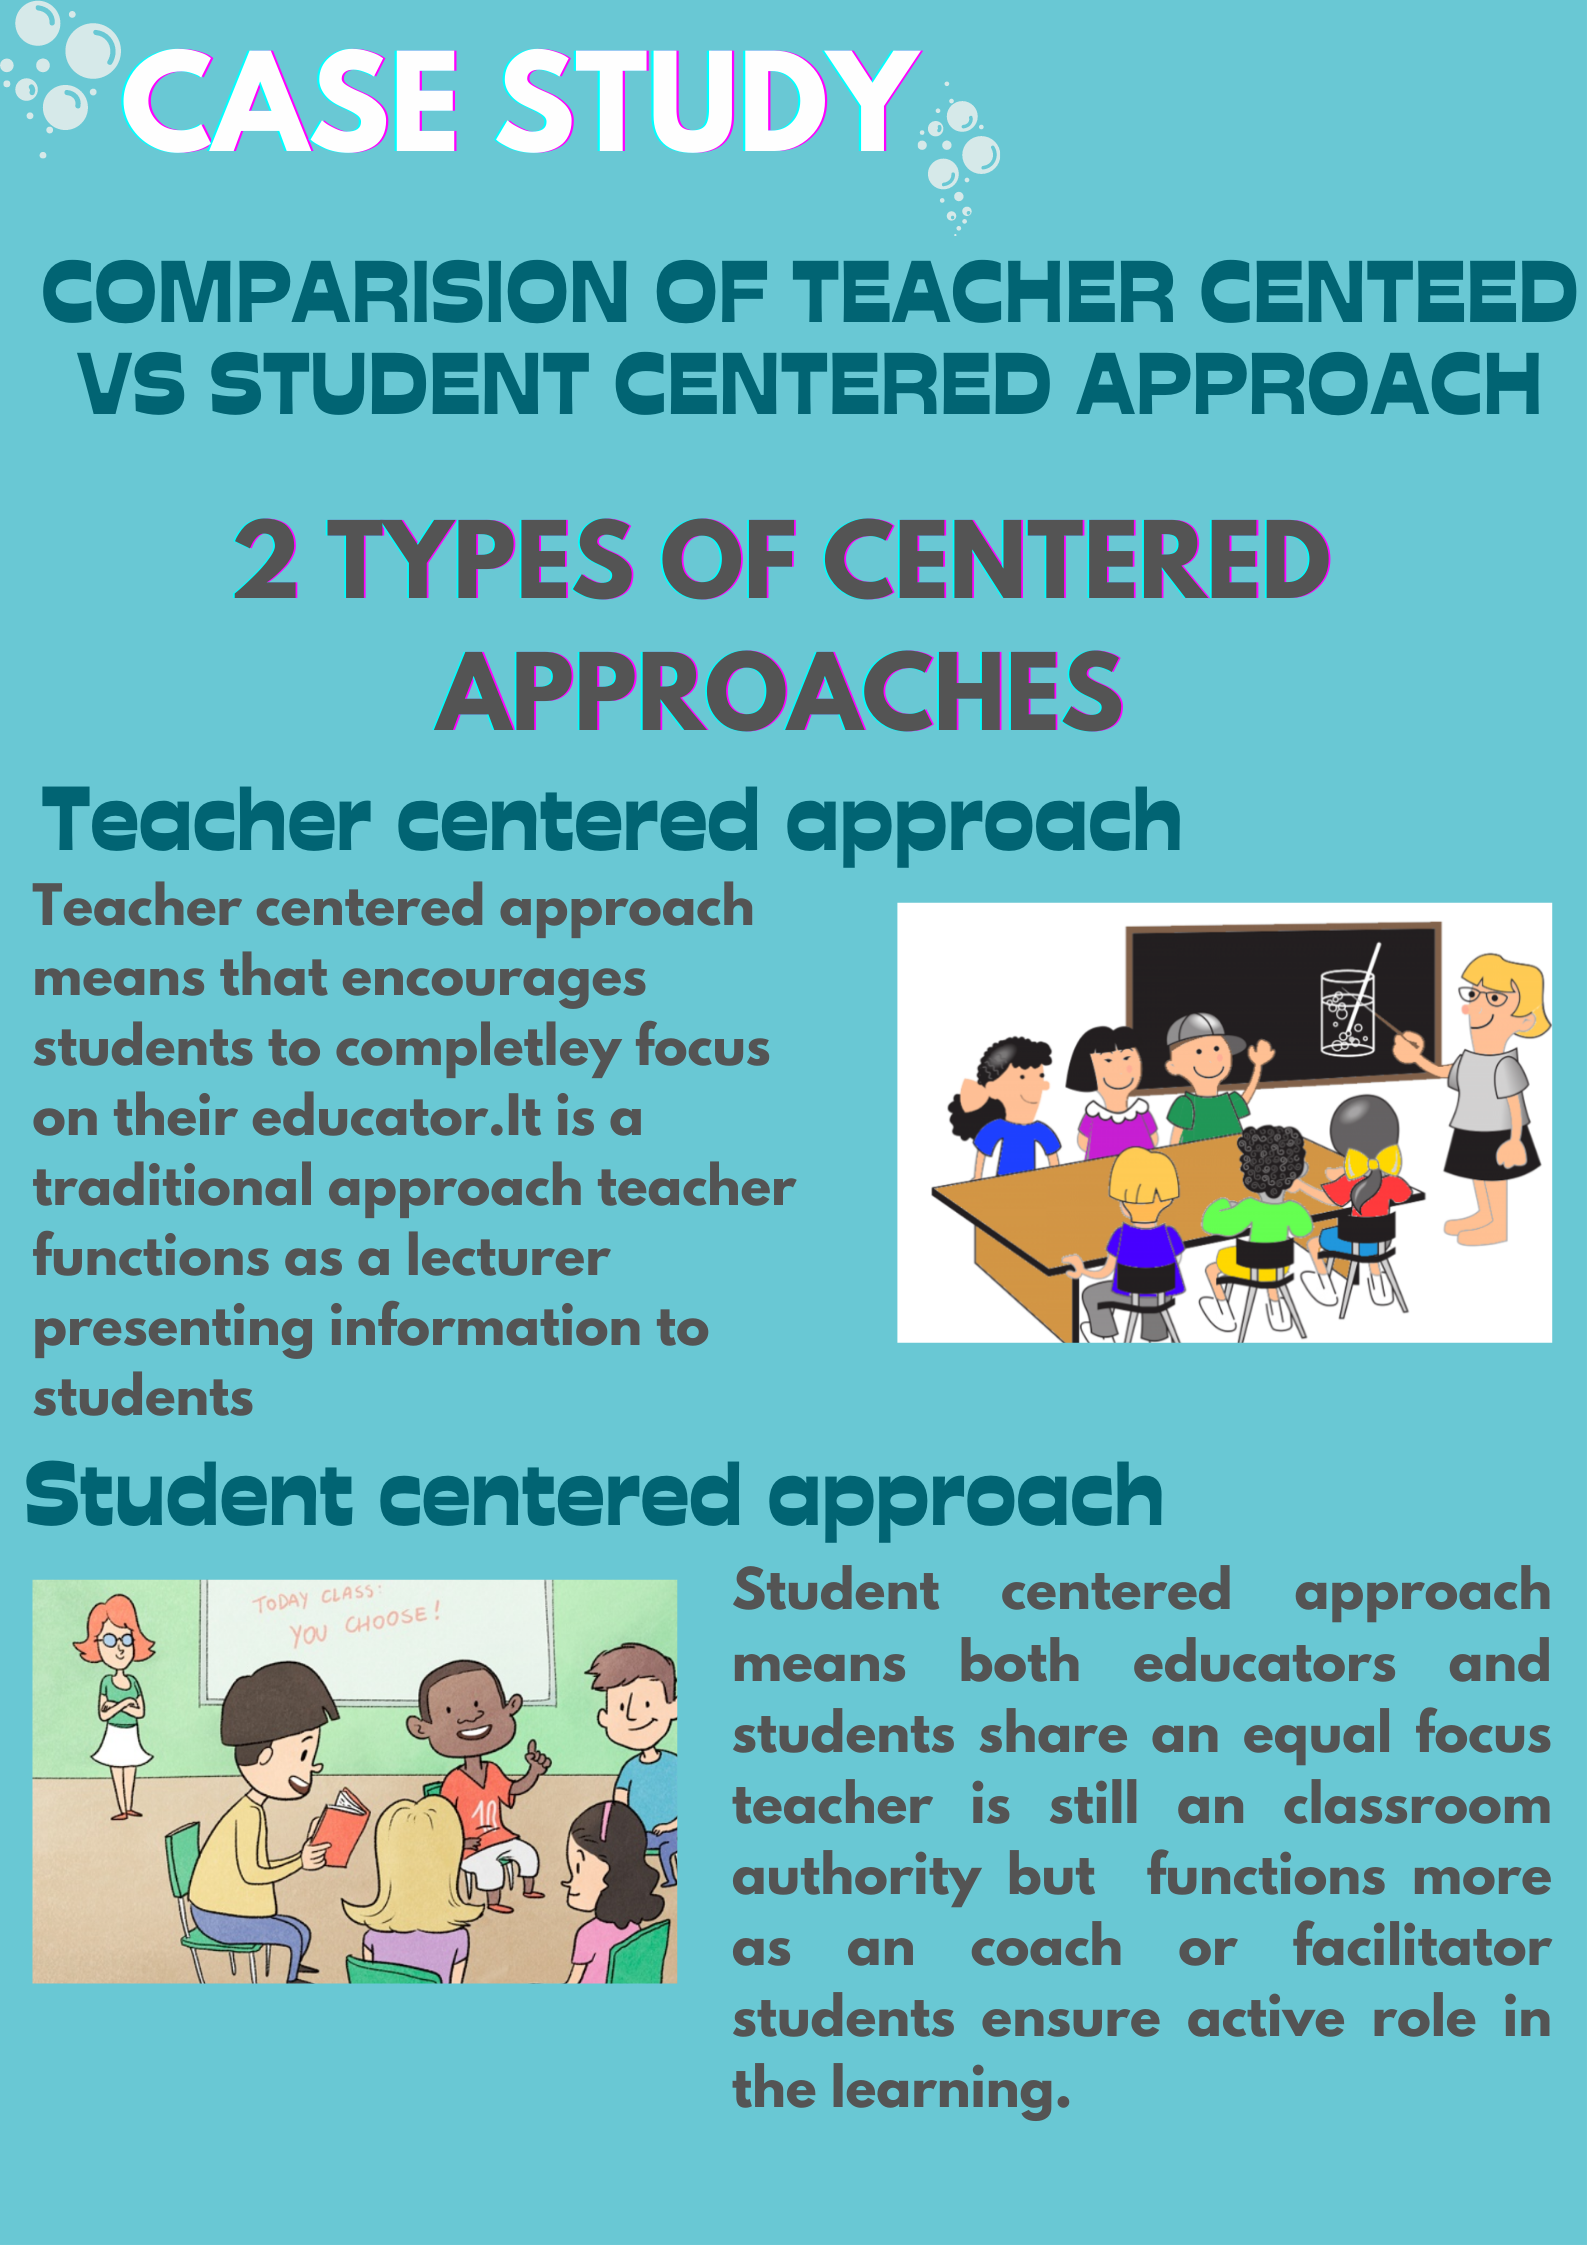 CASE STUDY
COMPARISION OF TEACHER CENTEED
VS STUDENT CENTERED APPROACH
2 TYPES OF CENTERED
APPROACHES
Teacher centered approach
Teacher centered approach
means that encourages
students to completley focus
on their educator.It is a
traditional approach teacher
functions as a lecturer
presenting information to
students
Student centered approach
TODAY CLASS:
YOU CHOOSE!
10
Student centered approach
means both educators and
students share an equal focus
teacher is still an classroom
authority but functions more
as an coach or facilitator
students ensure active role in
the learning.